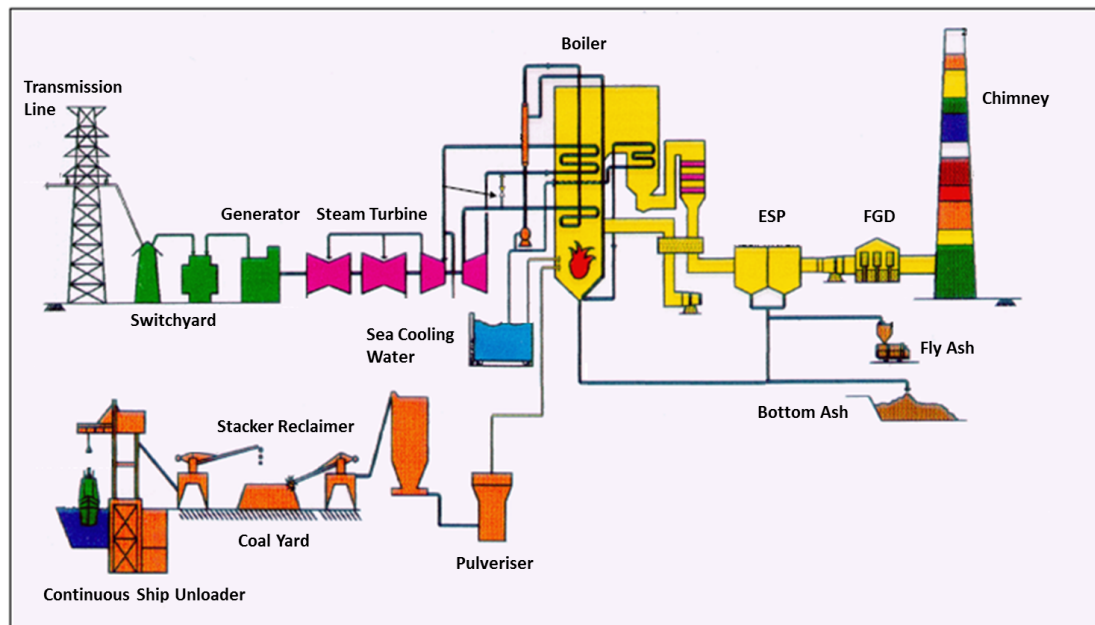 Boiler
Transmission
Line
Chimney
Generator
Steam Turbine
ESP
FGD
Switchyard
Sea Cooling
Water
Fly Ash
Bottom Ash
Stacker Reclaimer
Coal Yard
Pulveriser
Continuous Ship Unloader